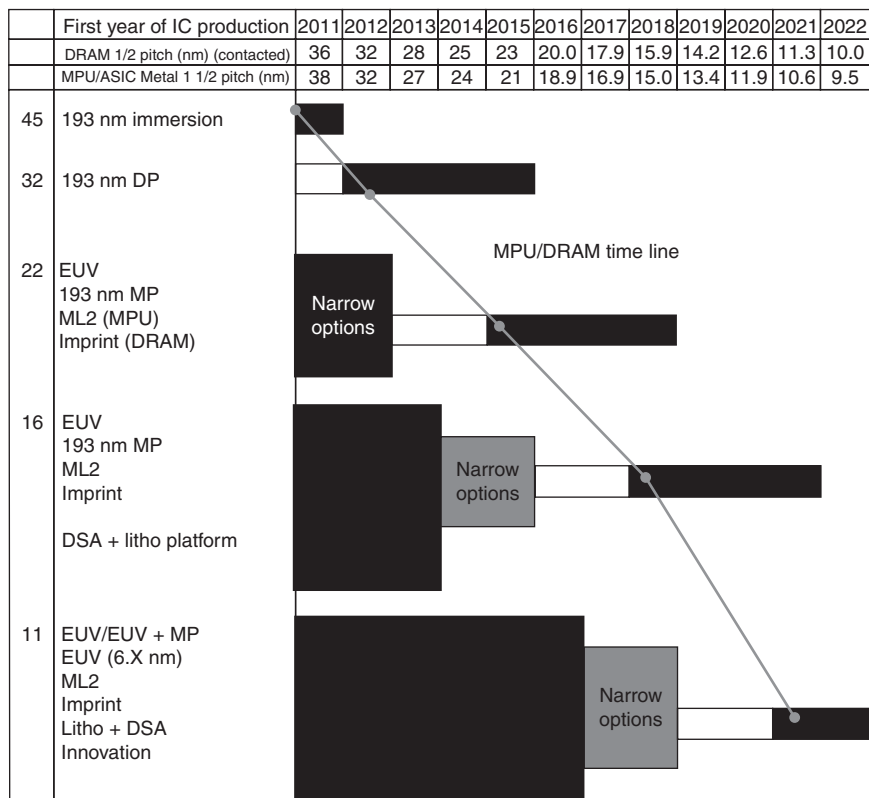 First year of IC production 2011 2012 2013 2014 2015 2016 2017 2018 2019 2020 2021 2022
DRAM 1/2 pitch (nm) (contacted) 36 32 28 25 23 20.0 17.9 15.9 14.2 12.6 11.3 10.0
MPU/ASIC Metal 1 1/2 pitch (nm) 38 32 27 24 21 18.9 16.9 15.0 13.4 11.9 10.6 9.5
45 193 nm immersion
32 193 nm DP
MPU/DRAM time line
22 EUV
193 nm MP
ML2 (MPU)
Imprint (DRAM)
Narrow
options
16 EUV
193 nm MP
ML2
Imprint
DSA + litho platform
Narrow
options
11 EUV/EUV + MP
EUV (6.X nm)
ML2
Imprint
Litho + DSA
Innovation
Narrow
options